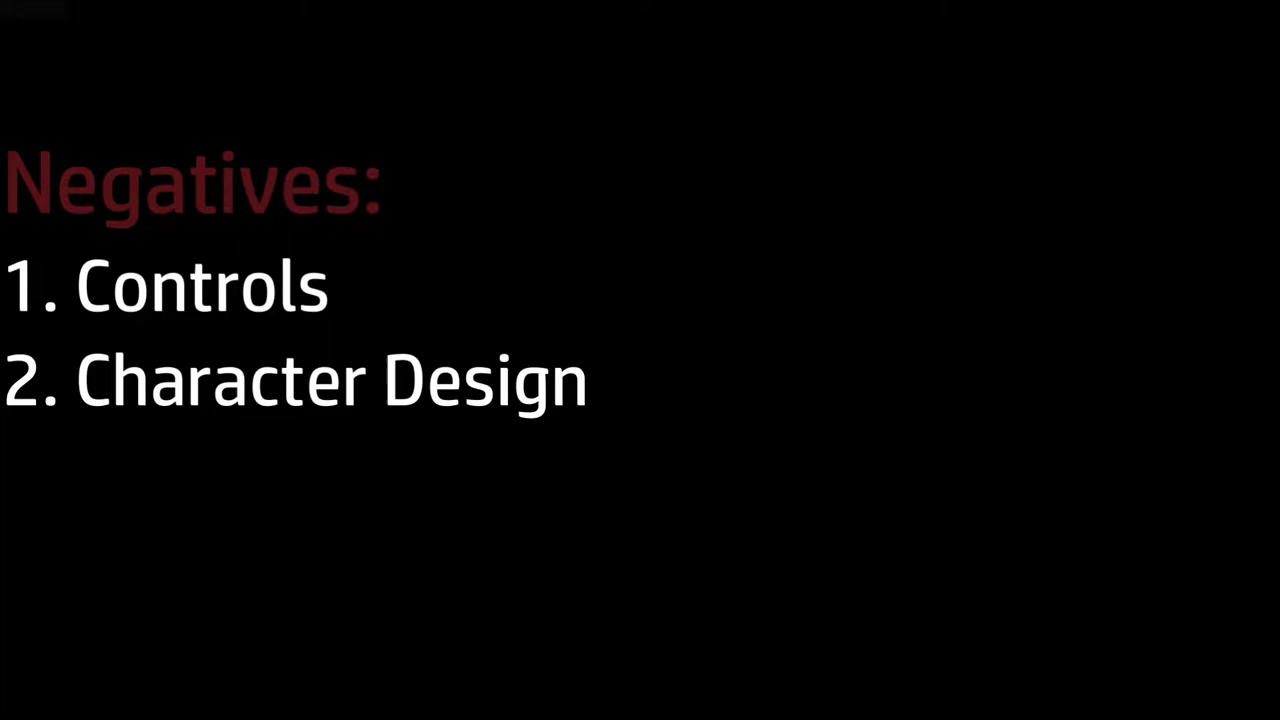 Negatives:
1. Controls
2. Character Design